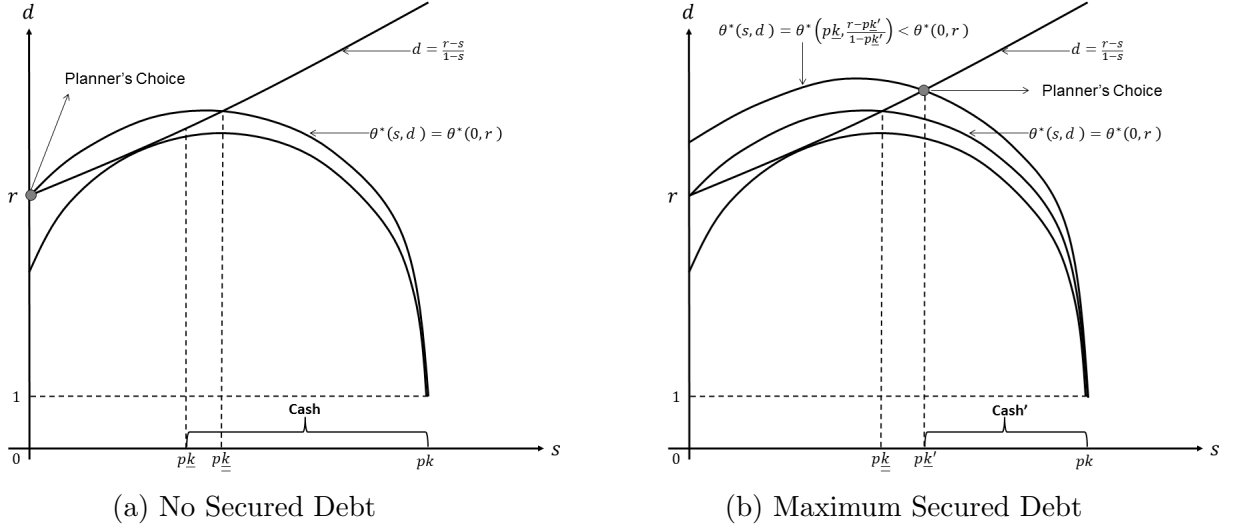 d
Planner's Choice
d = r-s/1-s
θ*(s, d) = θ*(0, r)
r
1
Cash
0
pk̲
pk̳
pk
s
(a) No Secured Debt
d
θ*(s, d) = θ*(pk̲, r-pk̲′/1-pk̲′) < θ*(0, r)
d = r-s/1-s
Planner's Choice
θ*(s, d) = θ*(0, r)
r
1
Cash′
0
pk̳
pk̲′
pk
s
(b) Maximum Secured Debt